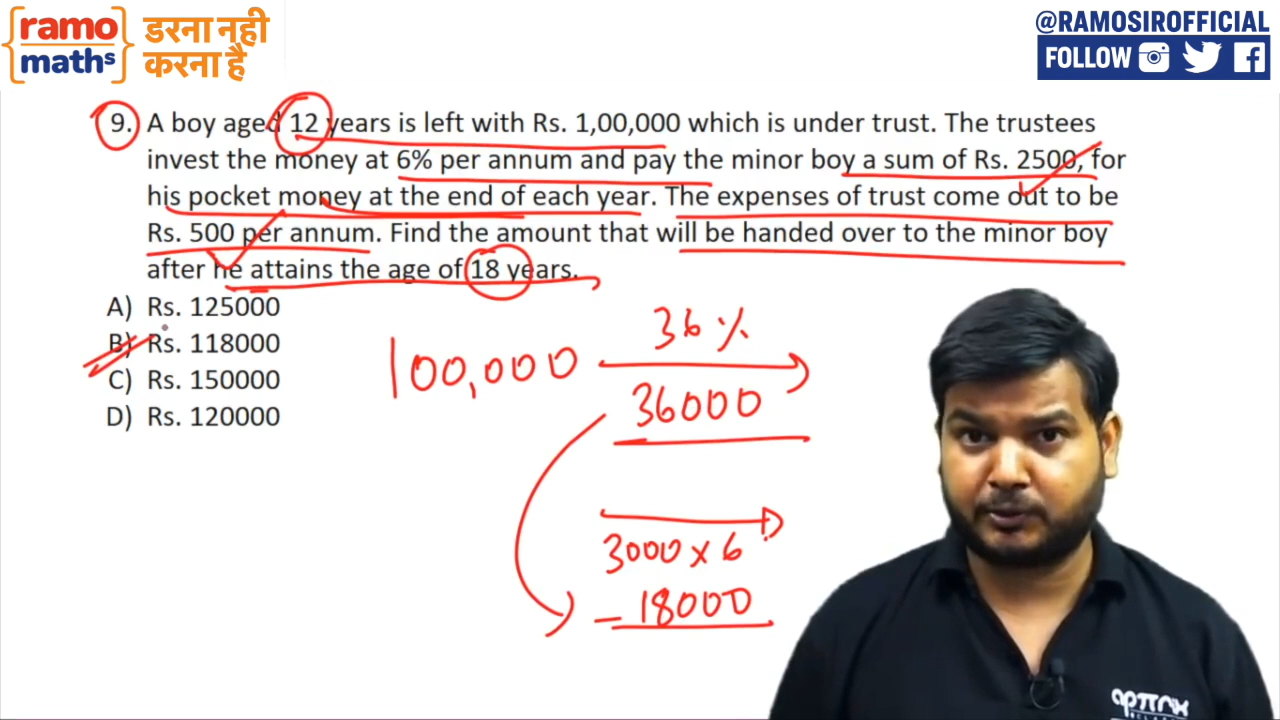 ramo
maths
डरना नही
करना है
@RAMOSIROFFICIAL
FOLLOW
9. A boy aged 12 years is left with Rs. 1,00,000 which is under trust. The trustees
invest the money at 6% per annum and pay the minor boy a sum of Rs. 2500, for
his pocket money at the end of each year. The expenses of trust come out to be
Rs. 500 per annum. Find the amount that will be handed over to the minor boy
after he attains the age of 18 years.
A) Rs. 125000
B) Rs. 118000
C) Rs. 150000
D) Rs. 120000
36 %
100,000
36000
3000 x 6
- 18000